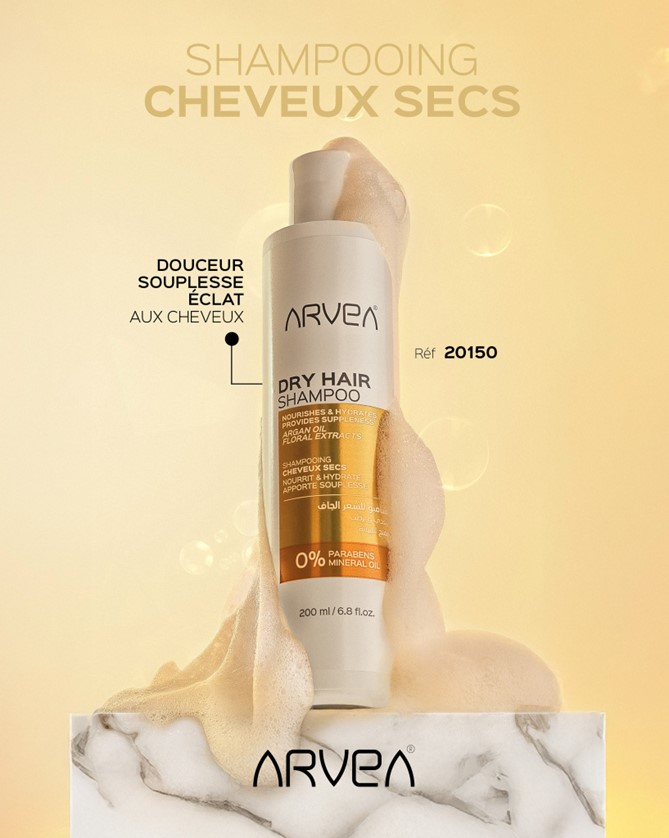 SHAMPOOING
CHEVEUX SECS
DOUCEUR
SOUPLESSE
ÉCLAT
AUX CHEVEUX
ARVEA®
Réf 20150
DRY HAIR
SHAMPOO
NOURISHES & HYDRATES
PROVIDES SUPPLENESS
ARGAN OIL
FLORAL EXTRACTS
SHAMPOOING
CHEVEUX SECS
NOURRIT & HYDRATE
APPORTE SOUPLESSE
للشعر الجاف
0% PARABENS
MINERAL OIL
200 ml / 6.8 fl.oz.
ARVEA®